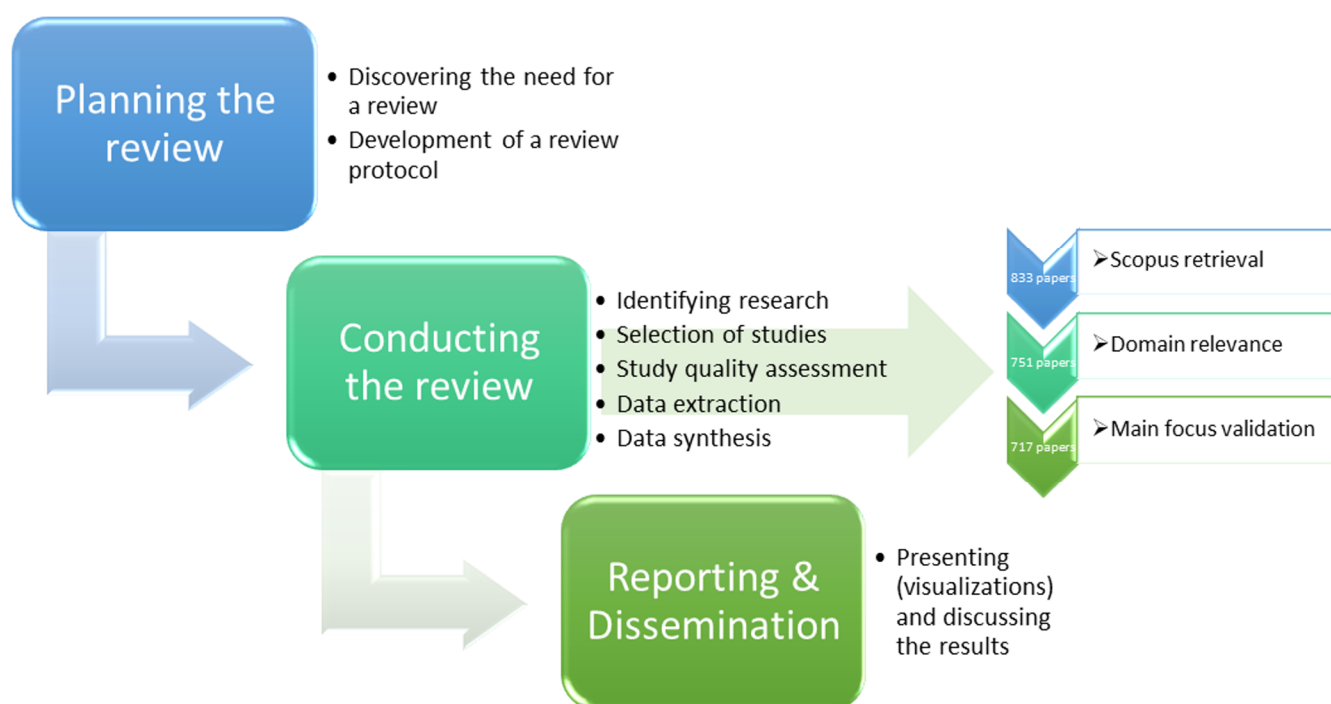 Planning the
review
• Discovering the need for
a review
• Development of a review
protocol
Conducting
the review
• Identifying research
• Selection of studies
• Study quality assessment
• Data extraction
• Data synthesis
833 papers
➢Scopus retrieval
751 papers
➢Domain relevance
717 papers
➢Main focus validation
Reporting &
Dissemination
• Presenting
(visualizations)
and discussing
the results